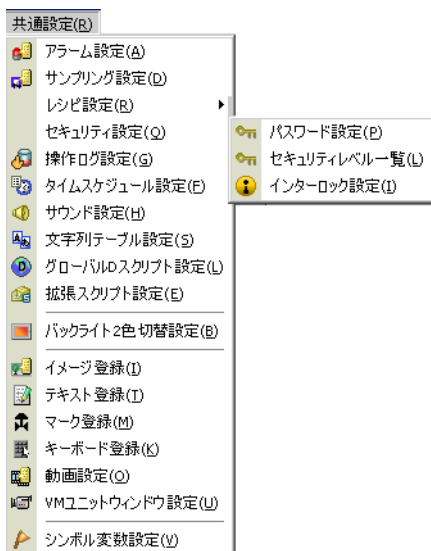 共通設定(R)
アラーム設定(A)
サンプリング設定(D)
レシピ設定(R)
セキュリティ設定(Q)
操作ログ設定(G)
タイムスケジュール設定(F)
サウンド設定(H)
文字列テーブル設定(S)
グローバルDスクリプト設定(L)
拡張スクリプト設定(E)
バックライト2色切替設定(B)
イメージ登録(I)
テキスト登録(T)
マーク登録(M)
キーボード登録(K)
動画設定(O)
VMユニットウィンドウ設定(U)
シンボル変数設定(V)
パスワード設定(P)
セキュリティレベル一覧(L)
インターロック設定(I)